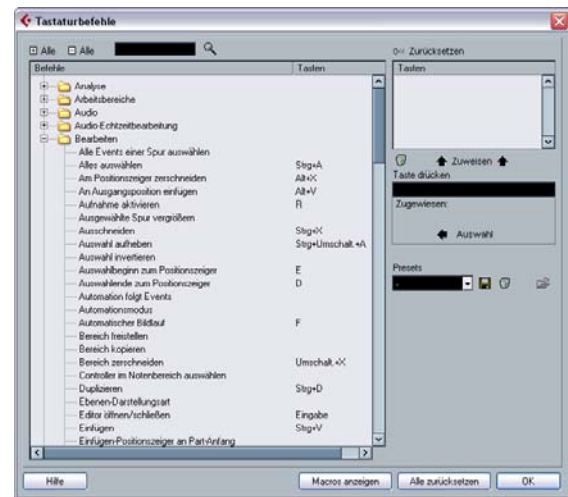 Tastaturbefehle
Alle Alle
Zurücksetzen
Befehle Tasten
Tasten
Analyse
Arbeitsbereiche
Audio
Audio-Echtzeitbearbeitung
Bearbeiten
Alle Events einer Spur auswählen
Alles auswählen Strg+A
Am Positionszeiger zerschneiden Alt+X
An Ausgangsposition einfügen Alt+V
Aufnahme aktivieren R
Ausgewählte Spur vergrößern
Ausschneiden Strg+X
Auswahl aufheben Strg+Umschalt.+A
Auswahl invertieren
Auswahlbeginn zum Positionszeiger E
Auswahlende zum Positionszeiger D
Automation folgt Events
Automationsmodus
Automatischer Bildlauf F
Bereich freistellen
Bereich kopieren
Bereich zerschneiden Umschalt.+X
Controller im Notenbereich auswählen
Duplizieren Strg+D
Ebenen-Darstellungsart
Editor öffnen/schließen Eingabe
Einfügen Strg+V
Einfügen-Positionszeiger an Part-Anfang
Zuweisen
Taste drücken
Zugewiesen:
Auswahl
Presets
-
Hilfe
Macros anzeigen
Alle zurücksetzen
OK